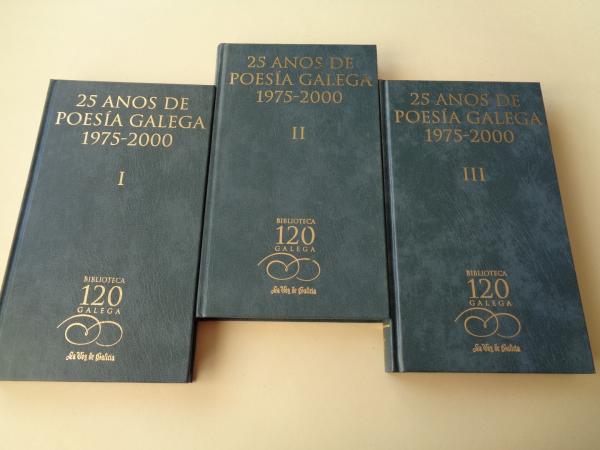 25 ANOS DE
POESÍA GALEGA
1975-2000
I
BIBLIOTECA
120
GALEGA
La Voz de Galicia
25 ANOS DE
POESÍA GALEGA
1975-2000
II
BIBLIOTECA
120
GALEGA
La Voz de Galicia
25 ANOS DE
POESÍA GALEGA
1975-2000
III
BIBLIOTECA
120
GALEGA
La Voz de Galicia